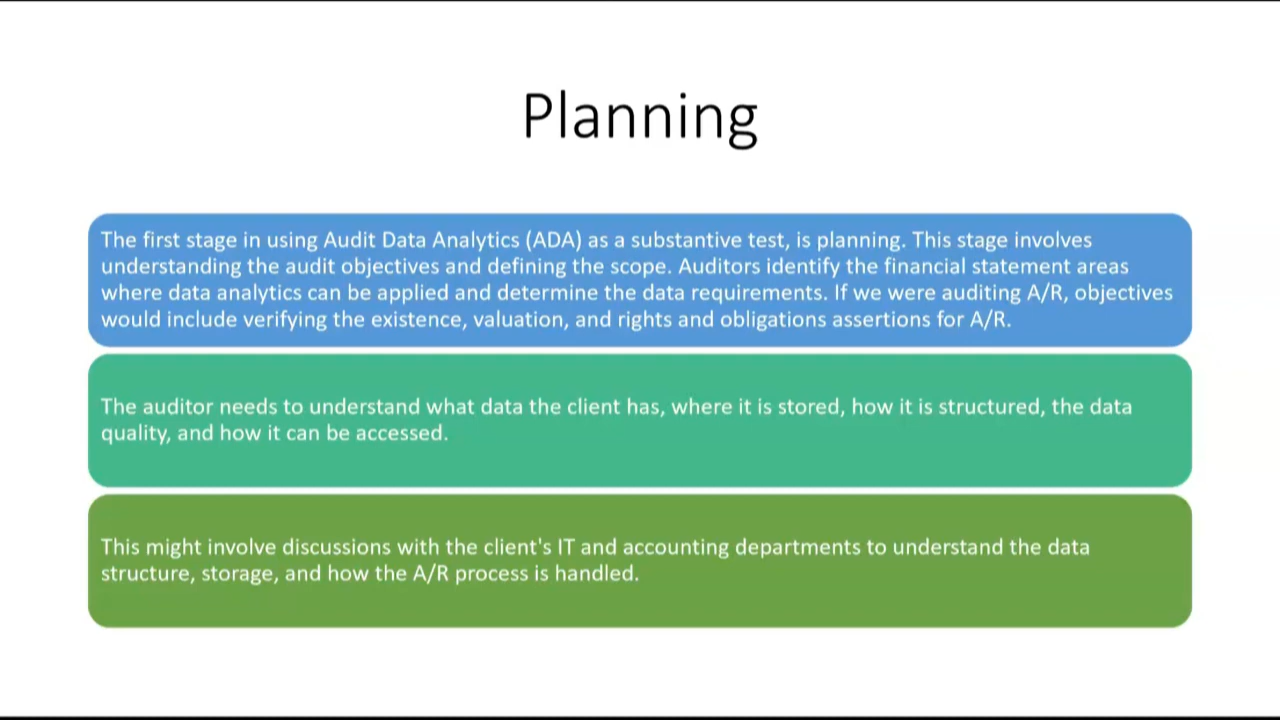 Planning
The first stage in using Audit Data Analytics (ADA) as a substantive test, is planning. This stage involves
understanding the audit objectives and defining the scope. Auditors identify the financial statement areas
where data analytics can be applied and determine the data requirements. If we were auditing A/R, objectives
would include verifying the existence, valuation, and rights and obligations assertions for A/R.
The auditor needs to understand what data the client has, where it is stored, how it is structured, the data
quality, and how it can be accessed.
This might involve discussions with the client's IT and accounting departments to understand the data
structure, storage, and how the A/R process is handled.